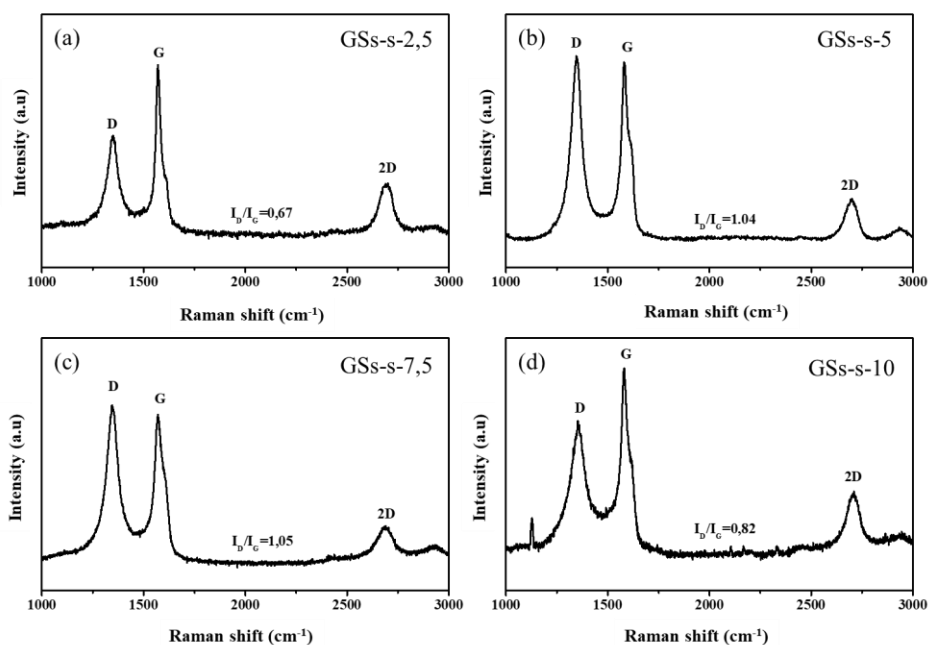 (a)
GSs-s-2,5
G
D
2D
I_D/I_G=0,67
Intensity (a.u)
1000
1500
2000
2500
3000
Raman shift (cm⁻¹)
(b)
GSs-s-5
D
G
2D
I_D/I_G=1.04
Intensity (a.u)
1000
1500
2000
2500
3000
Raman shift (cm⁻¹)
(c)
GSs-s-7,5
D
G
2D
I_D/I_G=1,05
Intensity (a.u)
1000
1500
2000
2500
3000
Raman shift (cm⁻¹)
(d)
GSs-s-10
G
D
2D
I_D/I_G=0,82
Intensity (a.u)
1000
1500
2000
2500
3000
Raman shift (cm⁻¹)